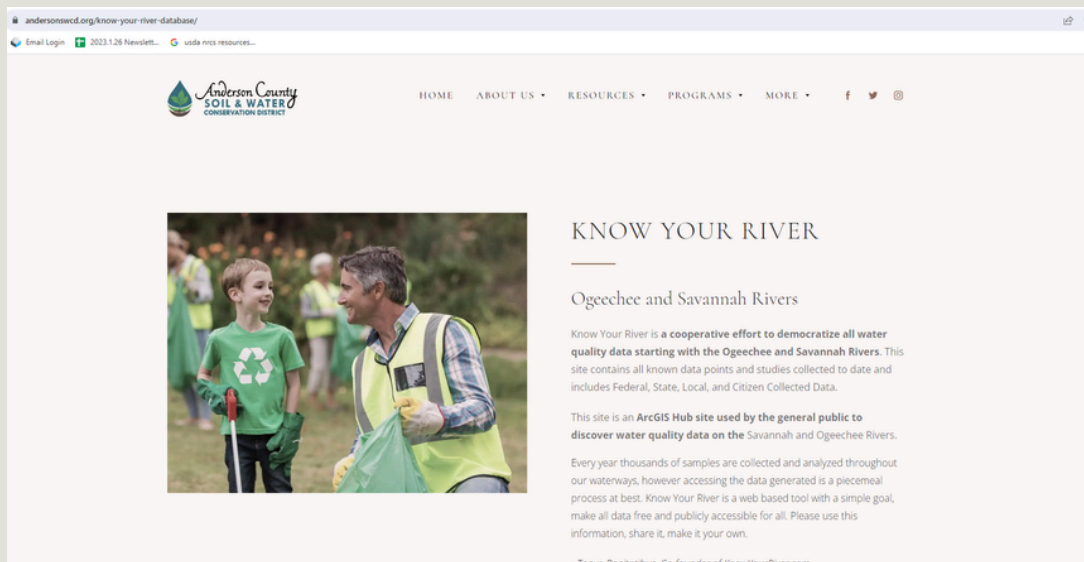 andersonswcd.org/know-your-river-database/
Email Login 2023.1.26 Newslett... usda nrcs resources...
Anderson County
SOIL & WATER
CONSERVATION DISTRICT
HOME ABOUT US RESOURCES PROGRAMS MORE
KNOW YOUR RIVER
Ogeechee and Savannah Rivers
Know Your River is a cooperative effort to democratize all water
quality data starting with the Ogeechee and Savannah Rivers. This
site contains all known data points and studies collected to date and
includes Federal, State, Local, and Citizen Collected Data.
This site is an ArcGIS Hub site used by the general public to
discover water quality data on the Savannah and Ogeechee Rivers.
Every year thousands of samples are collected and analyzed throughout
our waterways, however accessing the data generated is a piecemeal
process at best. Know Your River is a web based tool with a simple goal,
make all data free and publicly accessible for all. Please use this
information, share it, make it your own.